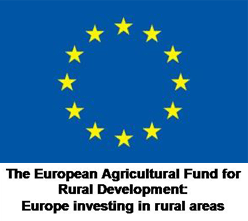 The European Agricultural Fund for
Rural Development:
Europe investing in rural areas